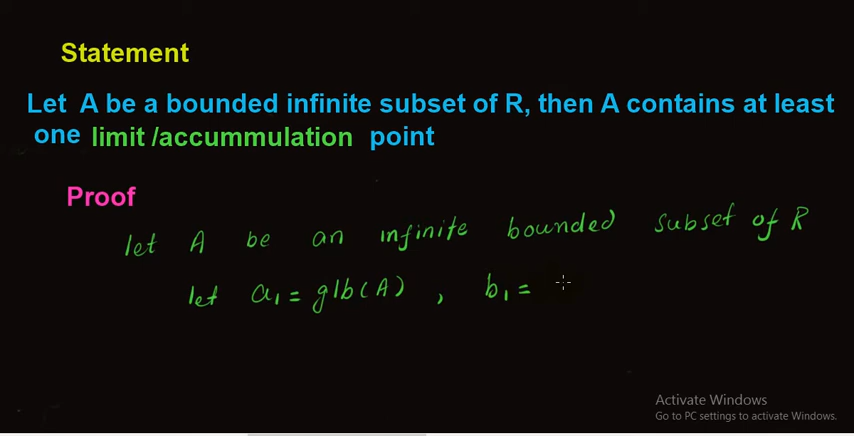 Statement
Let A be a bounded infinite subset of R, then A contains at least
one limit /accummulation point
Proof
let A be an infinite bounded subset of R
let a₁ = glb(A) , b₁ =
Activate Windows
Go to PC settings to activate Windows.